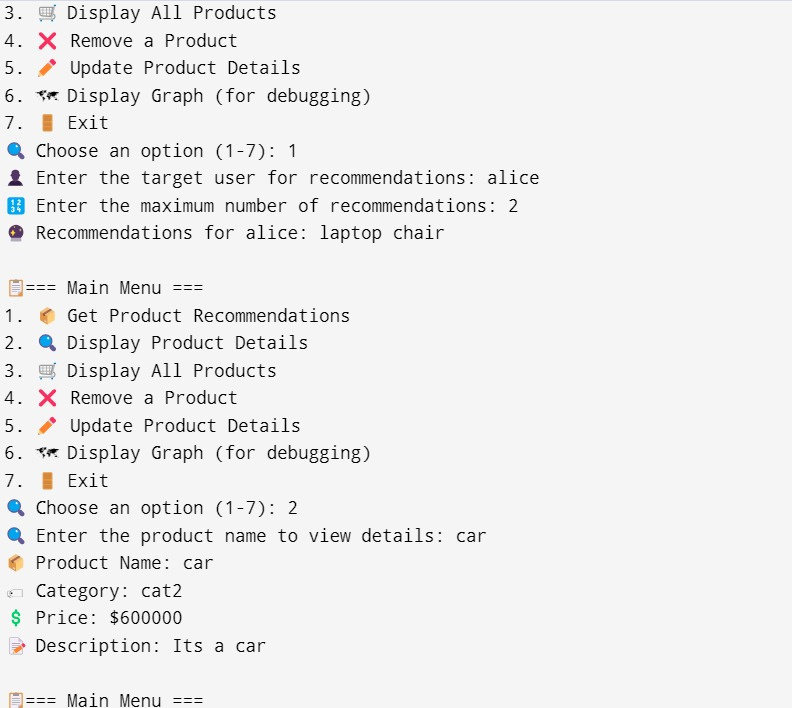 3. 🛒 Display All Products
4. ❌ Remove a Product
5. ✏️ Update Product Details
6. 🗺️ Display Graph (for debugging)
7. 🚪 Exit
🔍 Choose an option (1-7): 1
👤 Enter the target user for recommendations: alice
🔢 Enter the maximum number of recommendations: 2
🔮 Recommendations for alice: laptop chair
📋=== Main Menu ===
1. 📦 Get Product Recommendations
2. 🔍 Display Product Details
3. 🛒 Display All Products
4. ❌ Remove a Product
5. ✏️ Update Product Details
6. 🗺️ Display Graph (for debugging)
7. 🚪 Exit
🔍 Choose an option (1-7): 2
🔍 Enter the product name to view details: car
📦 Product Name: car
🏷️ Category: cat2
💲 Price: $600000
📝 Description: Its a car
📋=== Main Menu ===